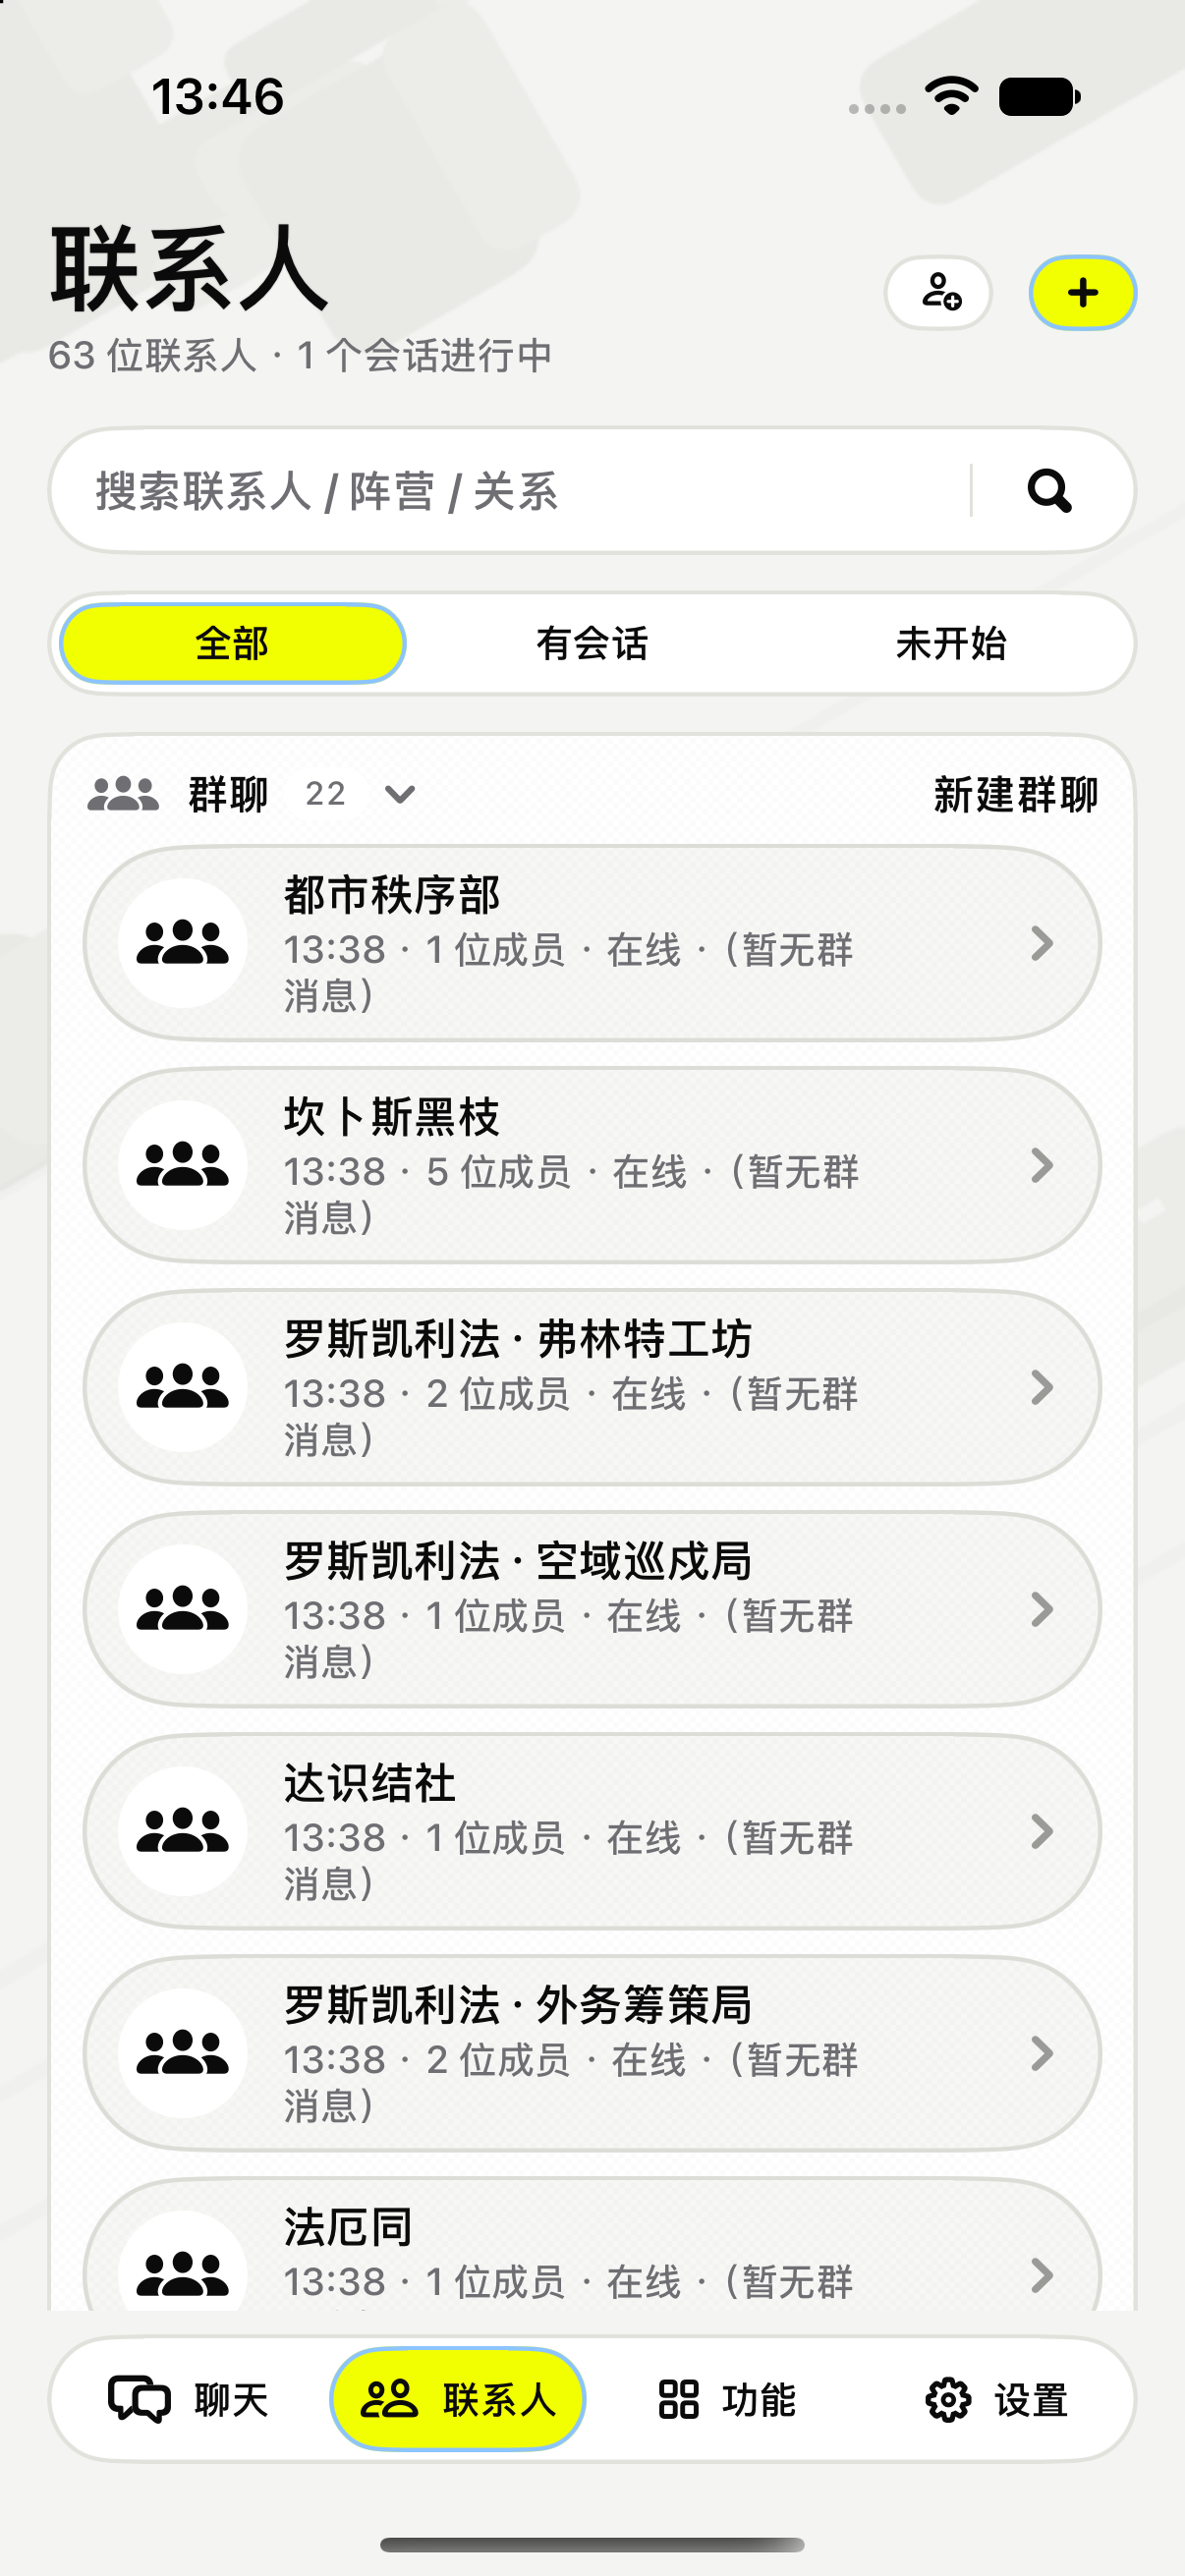 13:46
联系人
63 位联系人 · 1 个会话进行中
搜索联系人 / 阵营 / 关系
全部 有会话 未开始
群聊 22 新建群聊
都市秩序部
13:38 · 1 位成员 · 在线 ·（暂无群
消息）
坎卜斯黑枝
13:38 · 5 位成员 · 在线 ·（暂无群
消息）
罗斯凯利法 · 弗林特工坊
13:38 · 2 位成员 · 在线 ·（暂无群
消息）
罗斯凯利法 · 空域巡戍局
13:38 · 1 位成员 · 在线 ·（暂无群
消息）
达识结社
13:38 · 1 位成员 · 在线 ·（暂无群
消息）
罗斯凯利法 · 外务筹策局
13:38 · 2 位成员 · 在线 ·（暂无群
消息）
法厄同
13:38 · 1 位成员 · 在线 ·（暂无群
聊天 联系人 功能 设置